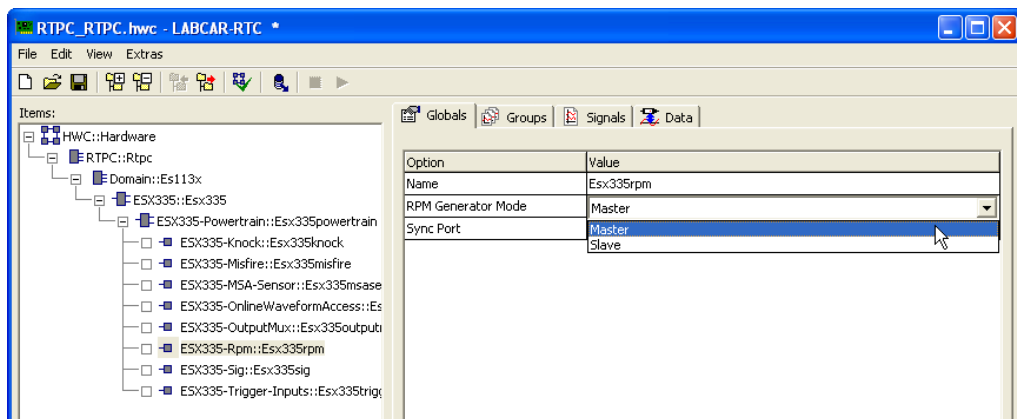 RTPC_RTPC.hwc - LABCAR-RTC *
File Edit View Extras
Items:
HWC::Hardware
RTPC::Rtpc
Domain::Es113x
ESX335::Esx335
ESX335-Powertrain::Esx335powertrain
ESX335-Knock::Esx335knock
ESX335-Misfire::Esx335misfire
ESX335-MSA-Sensor::Esx335msase
ESX335-OnlineWaveformAccess::Es
ESX335-OutputMux::Esx335output
ESX335-Rpm::Esx335rpm
ESX335-Sig::Esx335sig
ESX335-Trigger-Inputs::Esx335trig
Globals Groups Signals Data
Option Value
Name Esx335rpm
RPM Generator Mode Master
Sync Port Master
Slave